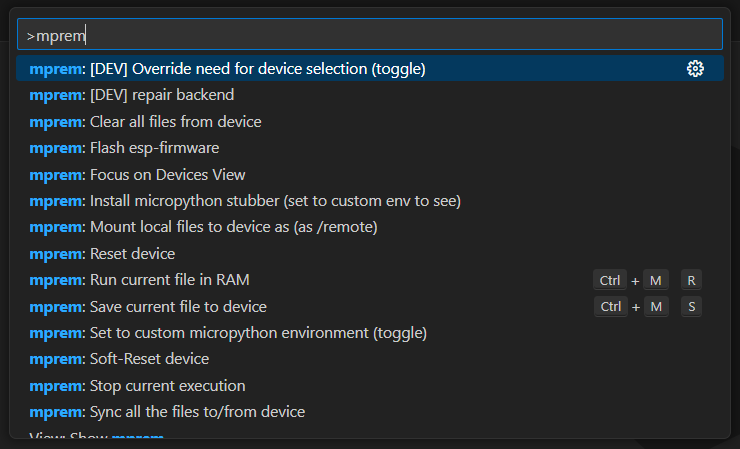 >mprem
mprem: [DEV] Override need for device selection (toggle)
mprem: [DEV] repair backend
mprem: Clear all files from device
mprem: Flash esp-firmware
mprem: Focus on Devices View
mprem: Install micropython stubber (set to custom env to see)
mprem: Mount local files to device as (as /remote)
mprem: Reset device
mprem: Run current file in RAM Ctrl + M R
mprem: Save current file to device Ctrl + M S
mprem: Set to custom micropython environment (toggle)
mprem: Soft-Reset device
mprem: Stop current execution
mprem: Sync all the files to/from device
View: Show mprem